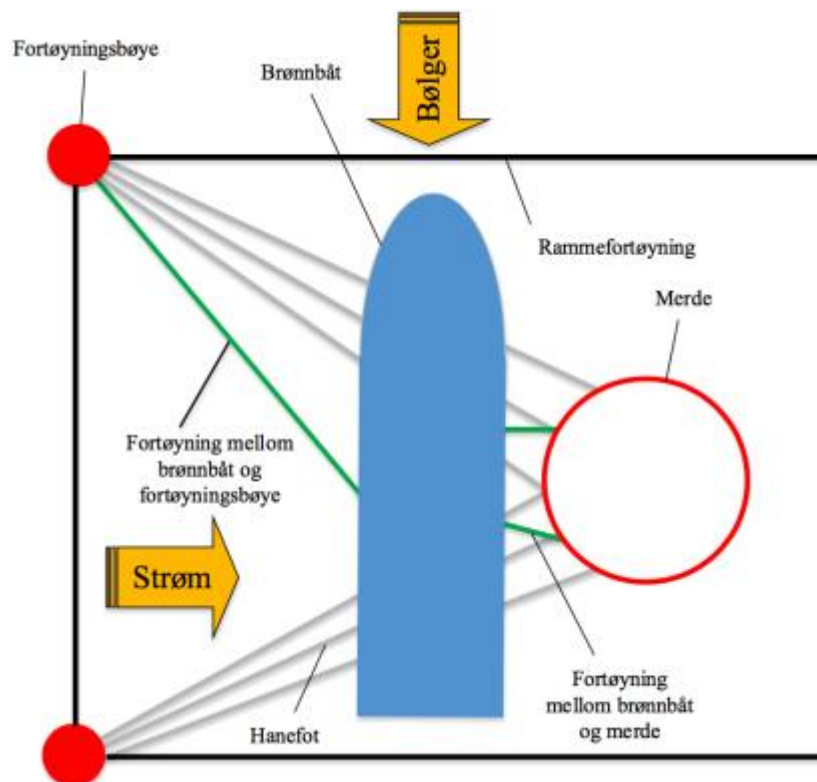 Fortøyningsbøye
Brønnbåt
Bølger
Rammefortøyning
Merde
Fortøyning mellom
brønnbåt og
fortøyningsbøye
Strøm
Hanefot
Fortøyning
mellom brønnbåt
og merde